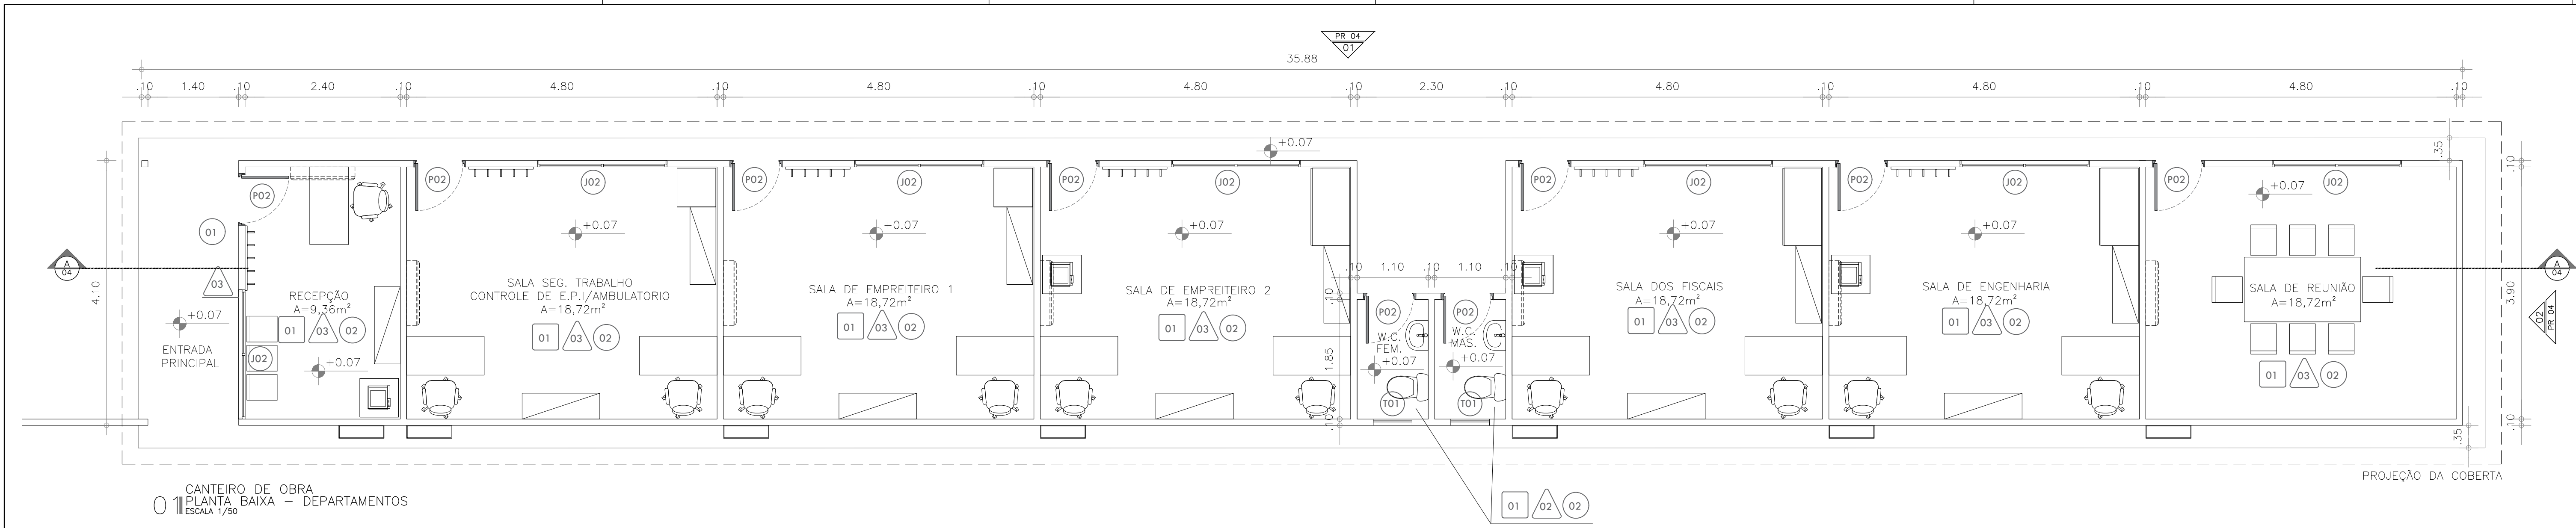 PR 04
01
35.88
.10 1.40 .10 2.40 .10 4.80 .10 4.80 .10 4.80 .10 2.30 .10 4.80 .10 4.80 .10 4.80 .10
+0.07
.35
.10
P02
P02 J02
P02 J02
P02 J02
P02 J02
P02 J02
P02 J02
+0.07
01
+0.07
+0.07
+0.07
+0.07
+0.07
A
04
03
4.10
RECEPÇÃO
A=9,36m²
01 03 02
SALA SEG. TRABALHO
CONTROLE DE E.P.I/AMBULATORIO
A=18,72m²
01 03 02
SALA DE EMPREITEIRO 1
A=18,72m²
01 03 02
SALA DE EMPREITEIRO 2
A=18,72m²
01 03 02
.10 1.10 .10 1.10 .10
.10
P02 P02
W.C.
FEM.
+0.07
W.C.
MAS.
+0.07
1.85
T01 T01
.10
SALA DOS FISCAIS
A=18,72m²
01 03 02
SALA DE ENGENHARIA
A=18,72m²
01 03 02
SALA DE REUNIÃO
A=18,72m²
01 03 02
A
04
3.90
02
PR 04
.10
.35
+0.07
ENTRADA
PRINCIPAL
J02
+0.07
PROJEÇÃO DA COBERTA
01
CANTEIRO DE OBRA
PLANTA BAIXA – DEPARTAMENTOS
ESCALA 1/50
01 02 02